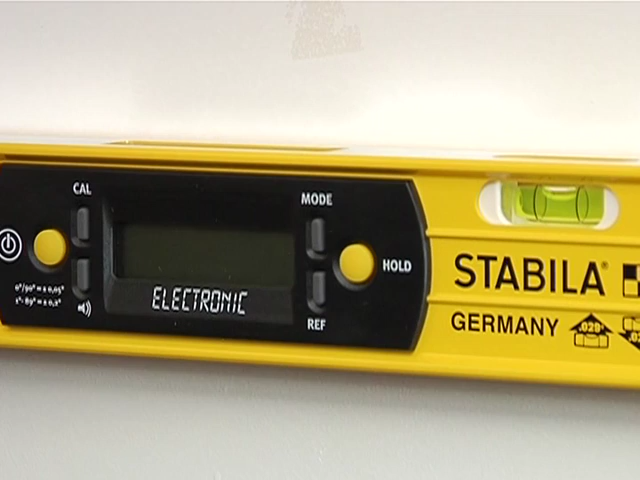 CAL
MODE
HOLD
0°/90° = ± 0,05°
1°- 89° = ± 0,2°
ELECTRONIC
REF
STABILA®
GERMANY
.029